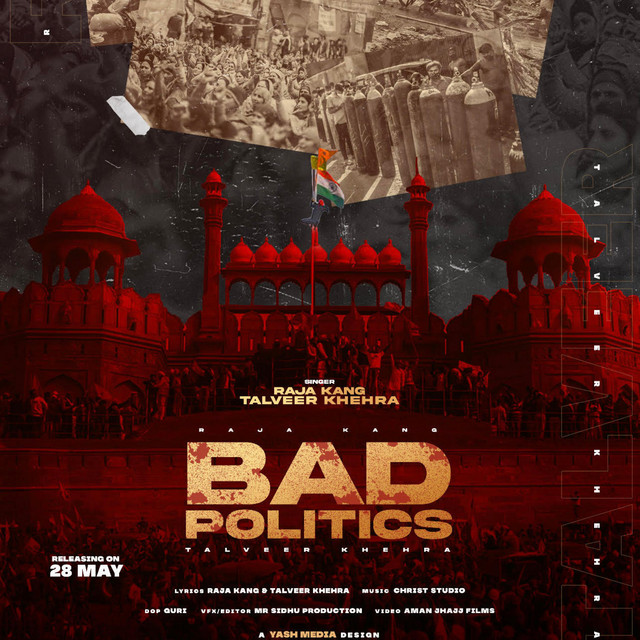 R
SINGER
RAJA KANG
TALVEER KHEHRA
RAJA KANG
BAD
POLITICS
TALVEER KHEHRA
RELEASING ON
28 MAY
LYRICS RAJA KANG & TALVEER KHEHRA MUSIC CHRIST STUDIO
DOP GURI VFX/EDITOR MR SIDHU PRODUCTION VIDEO AMAN JHAJJ FILMS
A YASH MEDIA DESIGN
TALVEER KHEHRA
TALVEER